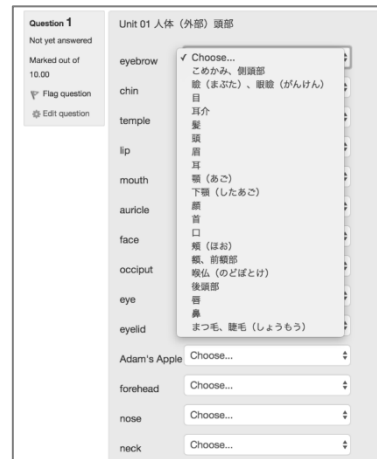 Question 1
Not yet answered
Marked out of
10.00
Flag question
Edit question
Unit 01 人体（外部）頭部
eyebrow
chin
temple
lip
mouth
auricle
face
occiput
eye
eyelid
Adam's Apple Choose...
forehead Choose...
nose Choose...
neck Choose...
✓ Choose...
こめかみ、側頭部
瞼（まぶた）、眼瞼（がんけん）
目
耳介
髪
頭
眉
耳
顎（あご）
下顎（したあご）
顔
首
口
頬（ほお）
額、前額部
喉仏（のどぼとけ）
後頭部
唇
鼻
まつ毛、睫毛（しょうもう）